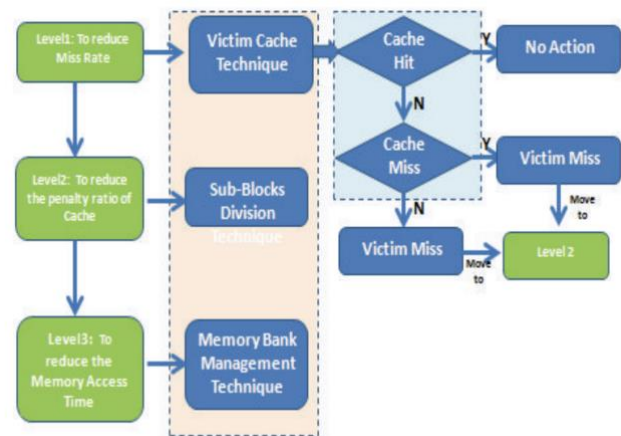 Level1: To reduce
Miss Rate
Victim Cache
Technique
Cache
Hit
Y
No Action
N
Level2: To reduce
the penalty ratio of
Cache
Sub-Blocks
Division
Technique
Cache
Miss
Y
Victim Miss
N
Move
to
Victim Miss
Move
to
Level 2
Level3: To
reduce the
Memory Access
Time
Memory Bank
Management
Technique